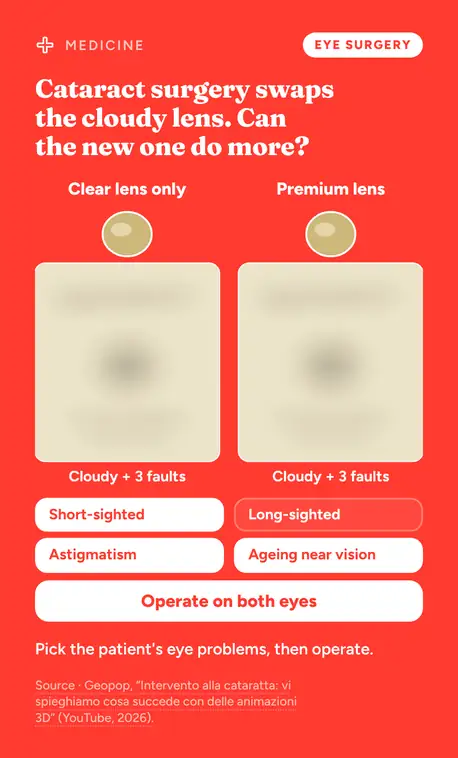 MEDICINE
EYE SURGERY
Cataract surgery swaps
the cloudy lens. Can
the new one do more?
Clear lens only
Premium lens
Cloudy + 3 faults
Cloudy + 3 faults
Short-sighted
Long-sighted
Astigmatism
Ageing near vision
Operate on both eyes
Pick the patient's eye problems, then operate.
Source · Geopop, "Intervento alla cataratta: vi
spieghiamo cosa succede con delle animazioni
3D" (YouTube, 2026).